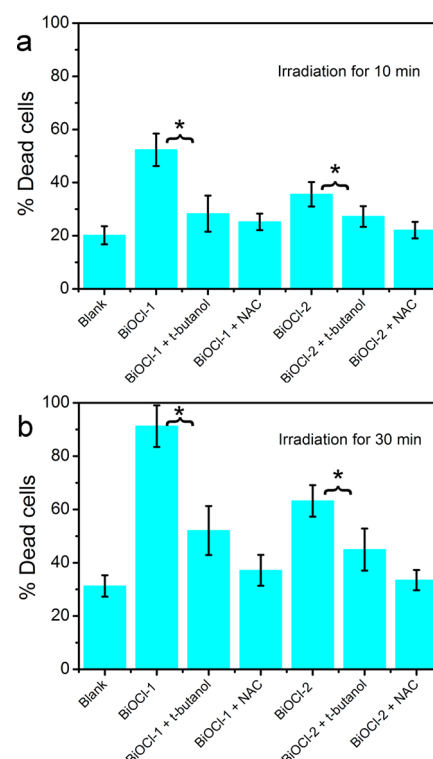 a
100
Irradiation for 10 min
80
60
*
*
40
20
0
% Dead cells
Blank
BiOCl-1
BiOCl-1 + t-butanol
BiOCl-1 + NAC
BiOCl-2
BiOCl-2 + t-butanol
BiOCl-2 + NAC
b
100
*
Irradiation for 30 min
80
*
60
40
20
0
% Dead cells
Blank
BiOCl-1
BiOCl-1 + t-butanol
BiOCl-1 + NAC
BiOCl-2
BiOCl-2 + t-butanol
BiOCl-2 + NAC